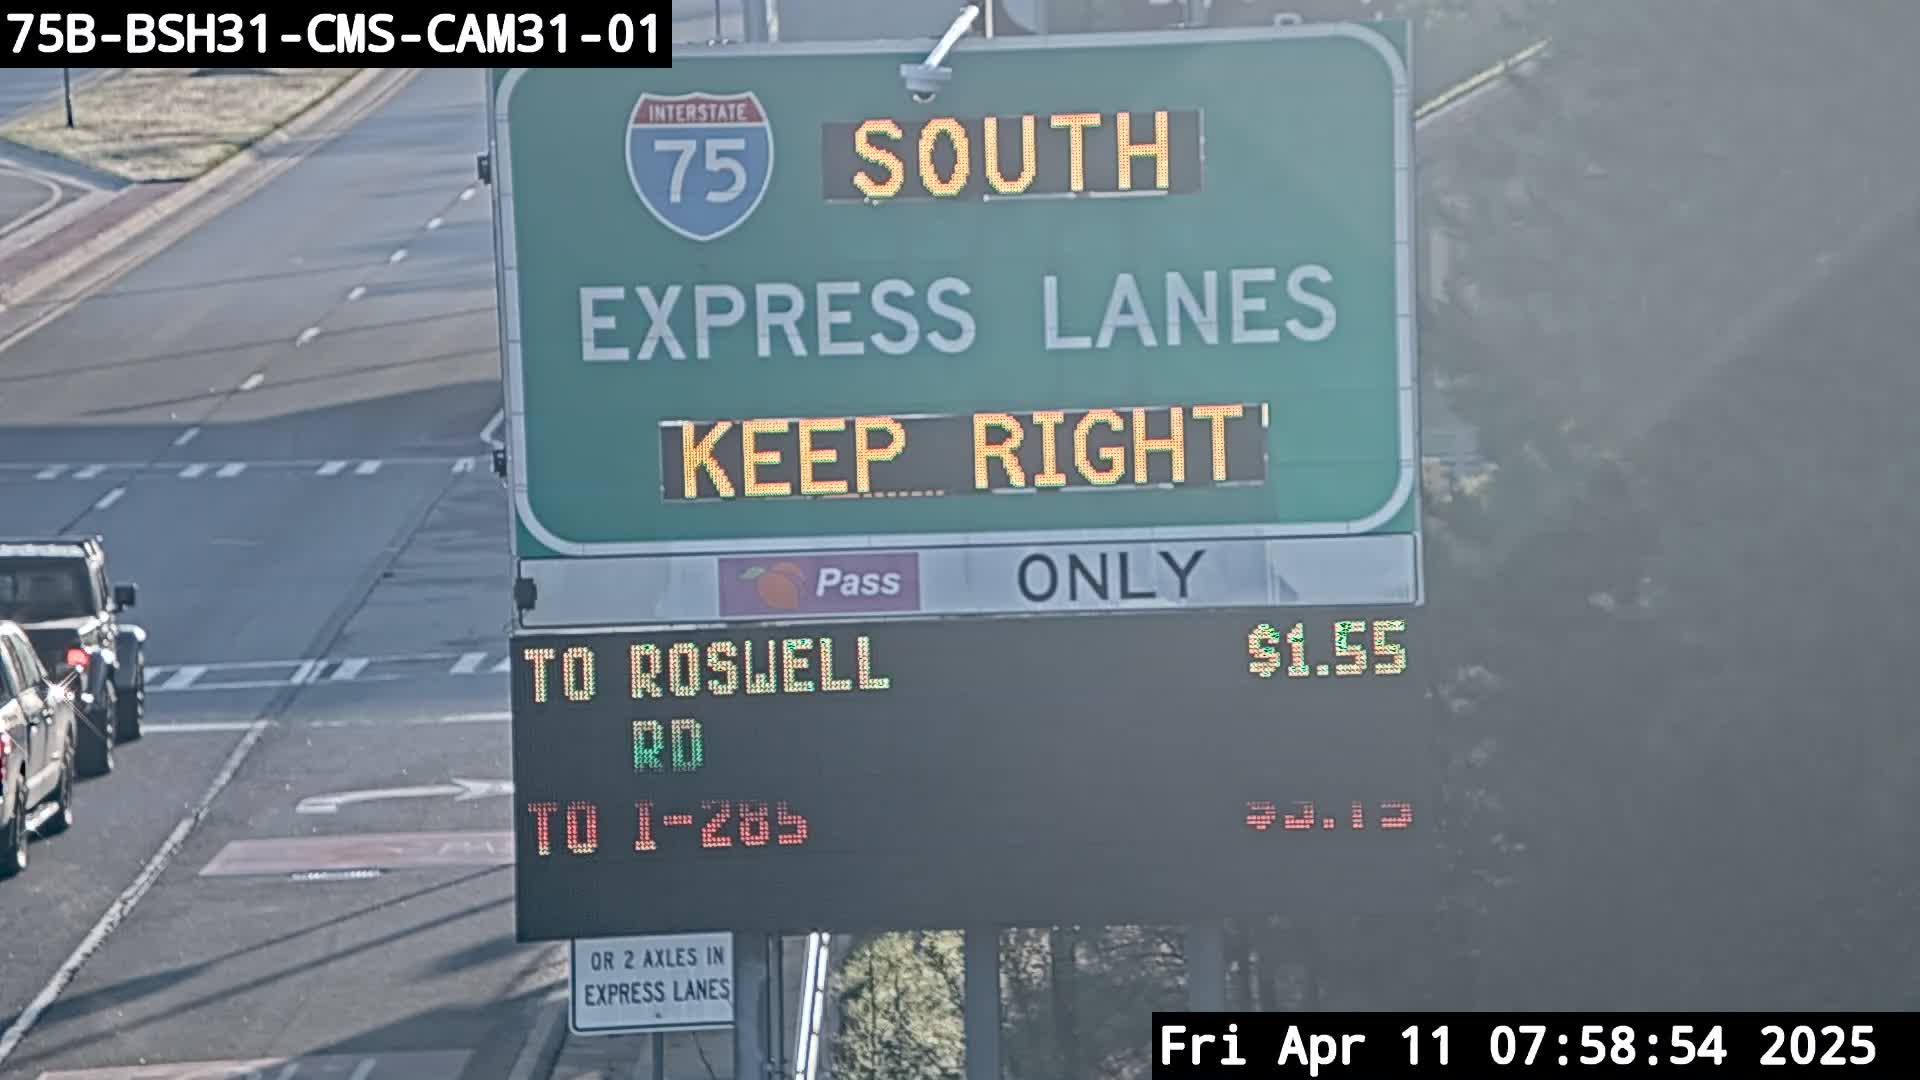 75B-BSH31-CMS-CAM31-01
INTERSTATE
75
SOUTH
EXPRESS LANES
KEEP RIGHT
Pass ONLY
TO ROSWELL $1.55
RD
TO I-285
OR 2 AXLES IN
EXPRESS LANES
Fri Apr 11 07:58:54 2025